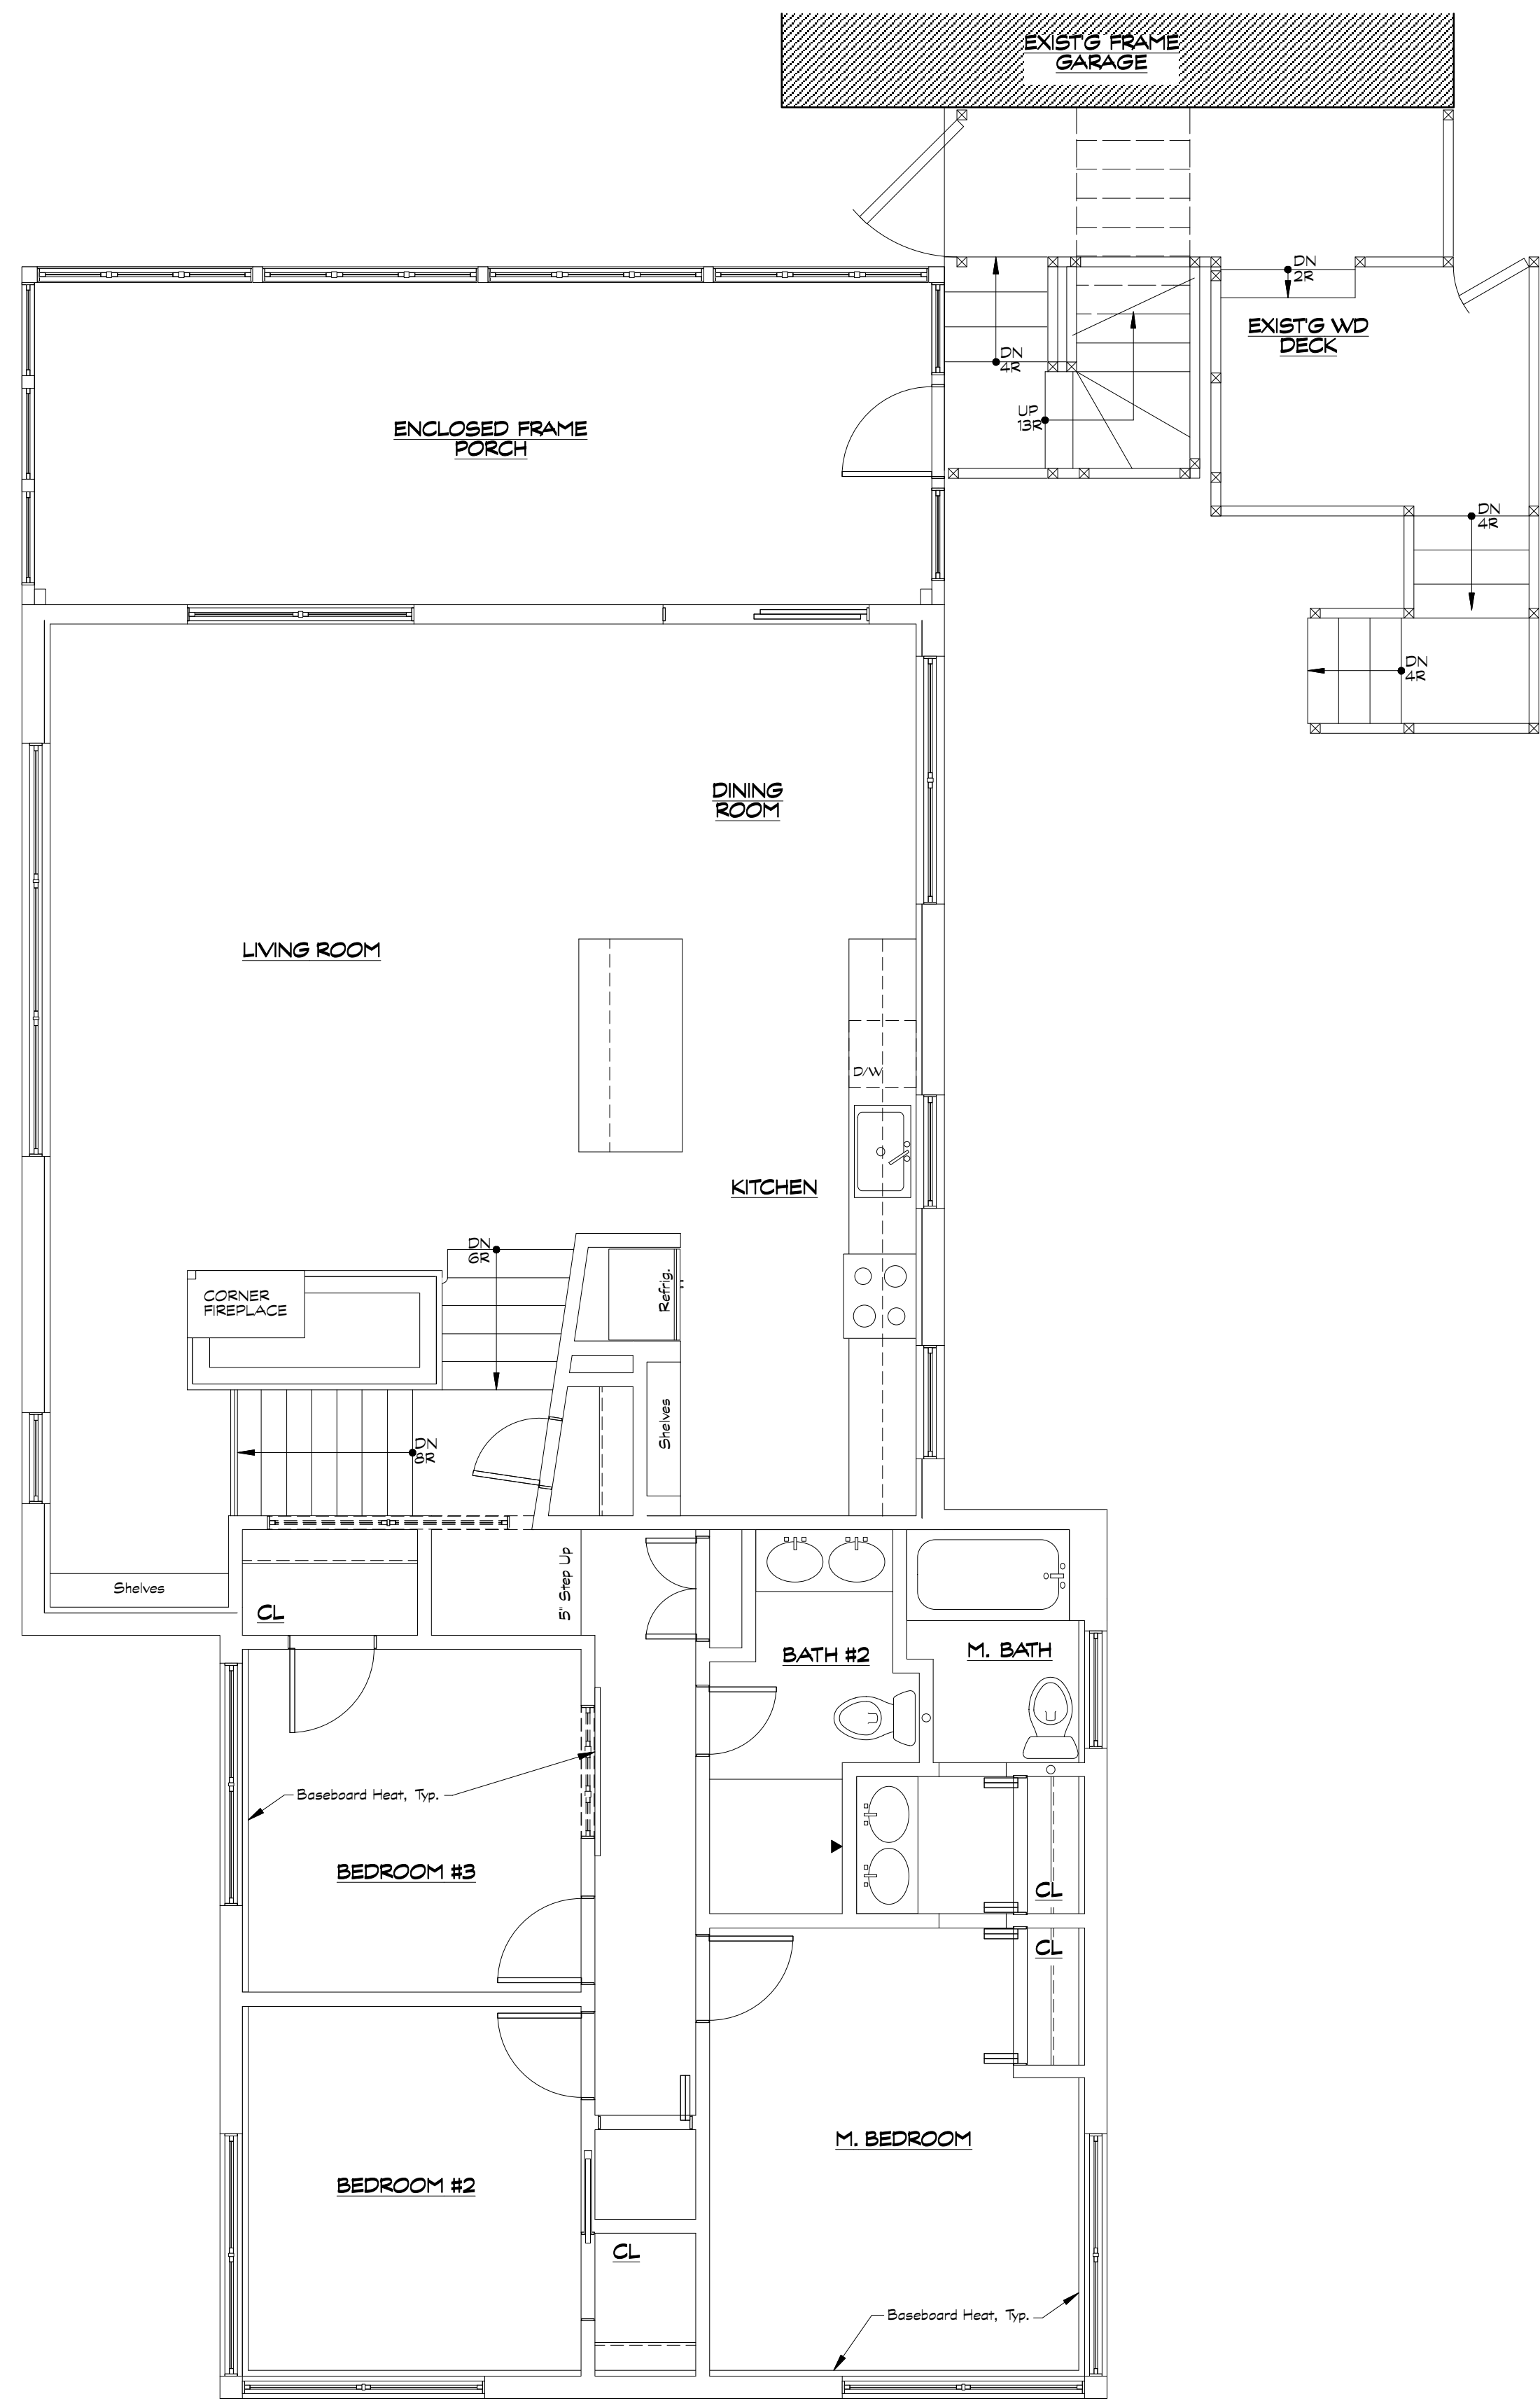 EXIST'G FRAME
GARAGE
DN
2R
EXIST'G WD
DECK
DN
4R
UP
13R
ENCLOSED FRAME
PORCH
DN
4R
DN
4R
DINING
ROOM
LIVING ROOM
D/W
KITCHEN
DN
6R
CORNER
FIREPLACE
Refrig.
Shelves
DN
8R
Shelves
5" Step Up
CL
BATH #2
M. BATH
Baseboard Heat, Typ.
BEDROOM #3
CL
CL
M. BEDROOM
BEDROOM #2
CL
Baseboard Heat, Typ.